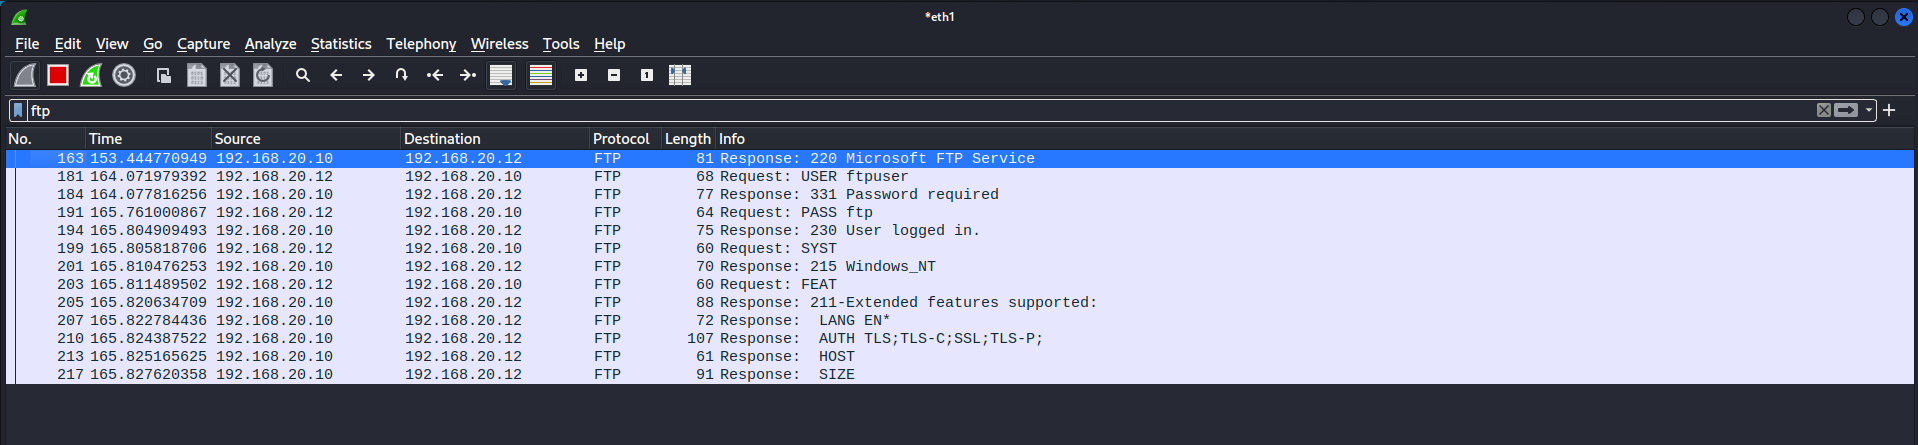 *eth1
File Edit View Go Capture Analyze Statistics Telephony Wireless Tools Help
ftp
No. Time Source Destination Protocol Length Info
163 153.444770949 192.168.20.10 192.168.20.12 FTP 81 Response: 220 Microsoft FTP Service
181 164.071979392 192.168.20.12 192.168.20.10 FTP 68 Request: USER ftpuser
184 164.077816256 192.168.20.10 192.168.20.12 FTP 77 Response: 331 Password required
191 165.761000867 192.168.20.12 192.168.20.10 FTP 64 Request: PASS ftp
194 165.804909493 192.168.20.10 192.168.20.12 FTP 75 Response: 230 User logged in.
199 165.805818706 192.168.20.12 192.168.20.10 FTP 60 Request: SYST
201 165.810476253 192.168.20.10 192.168.20.12 FTP 70 Response: 215 Windows_NT
203 165.811489502 192.168.20.12 192.168.20.10 FTP 60 Request: FEAT
205 165.820634709 192.168.20.10 192.168.20.12 FTP 88 Response: 211-Extended features supported:
207 165.822784436 192.168.20.10 192.168.20.12 FTP 72 Response: LANG EN*
210 165.824387522 192.168.20.10 192.168.20.12 FTP 107 Response: AUTH TLS;TLS-C;SSL;TLS-P;
213 165.825165625 192.168.20.10 192.168.20.12 FTP 61 Response: HOST
217 165.827620358 192.168.20.10 192.168.20.12 FTP 91 Response: SIZE